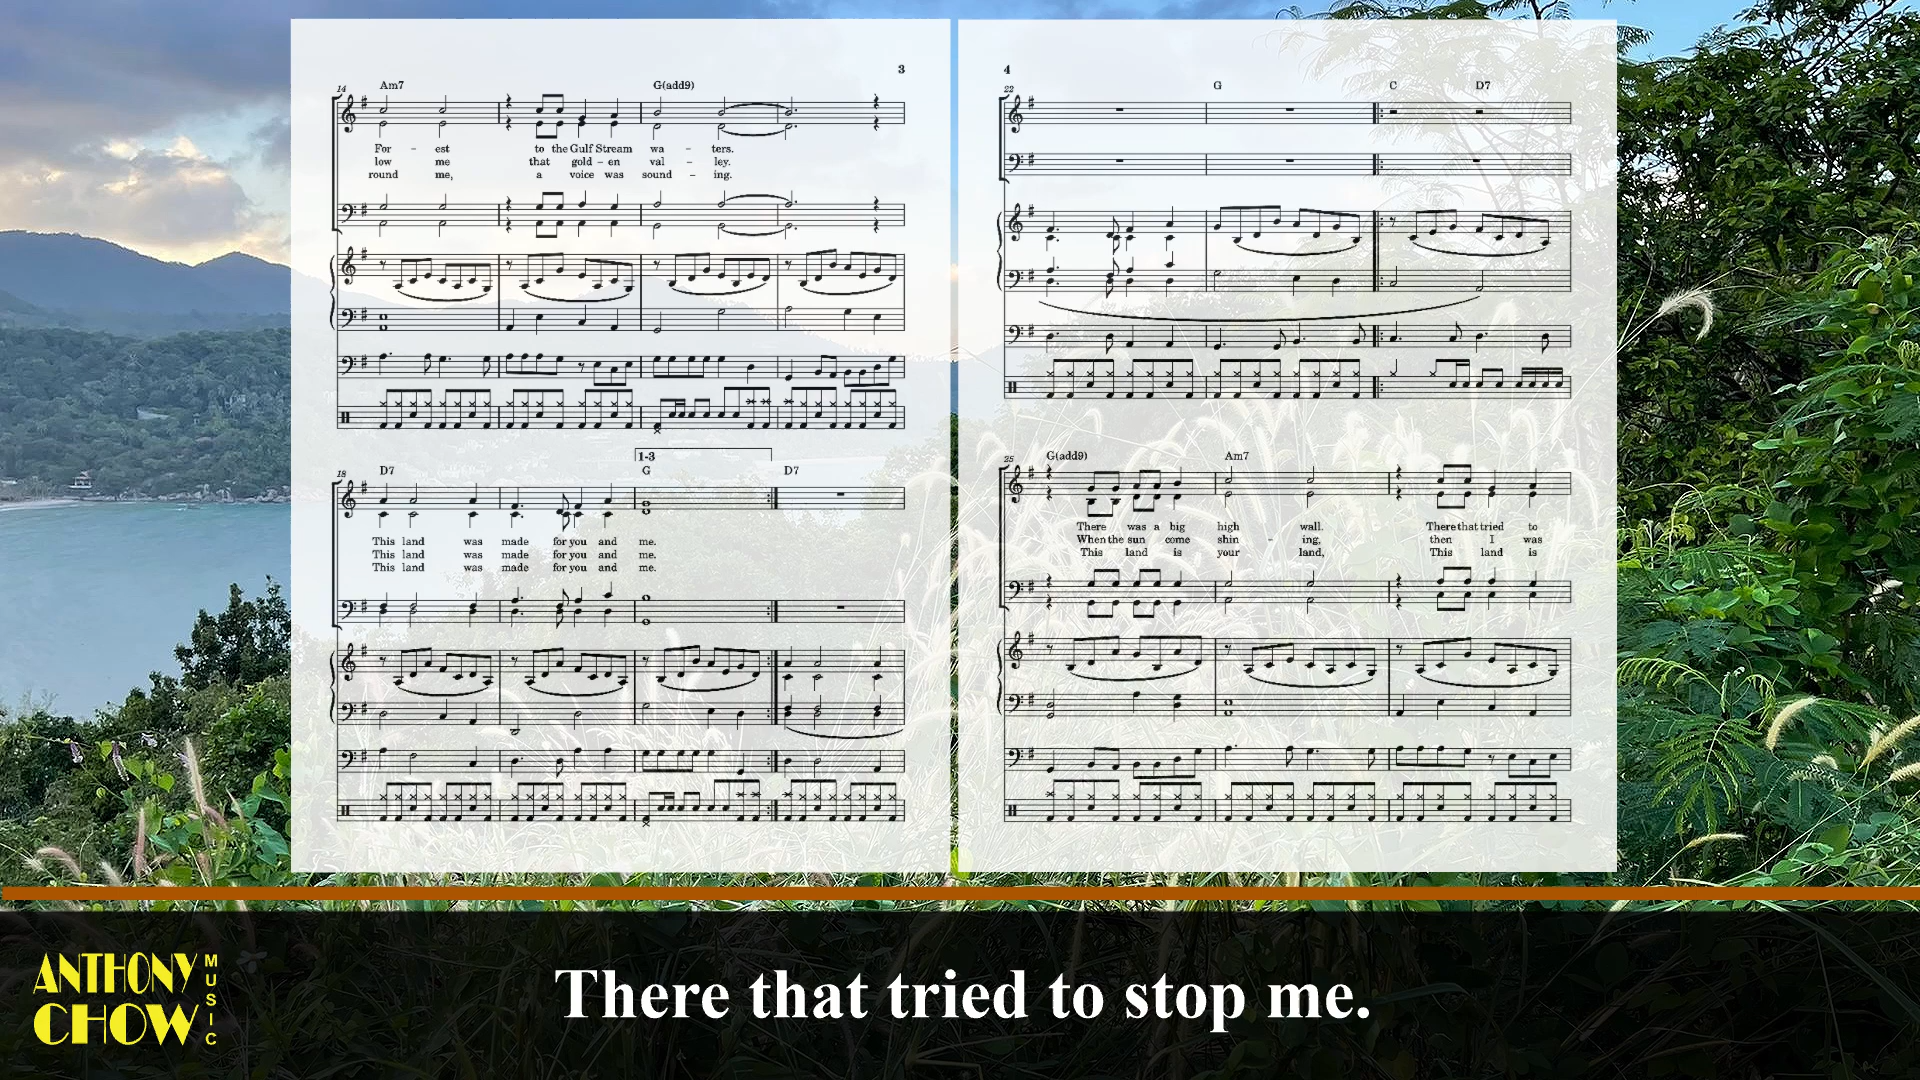 3
14 Am7 G(add9)
For - est to the Gulf Stream wa - ters.
low me that gold - en val - ley.
round me, a voice was sound - ing.
1-3
18 D7 G D7
This land was made for you and me.
This land was made for you and me.
This land was made for you and me.
4
22 G C D7
25 G(add9) Am7
There was a big high wall. There that tried to
When the sun come shin - ing, then I was
This land is your land, This land is
There that tried to stop me.
ANTHONY CHOW MUSIC